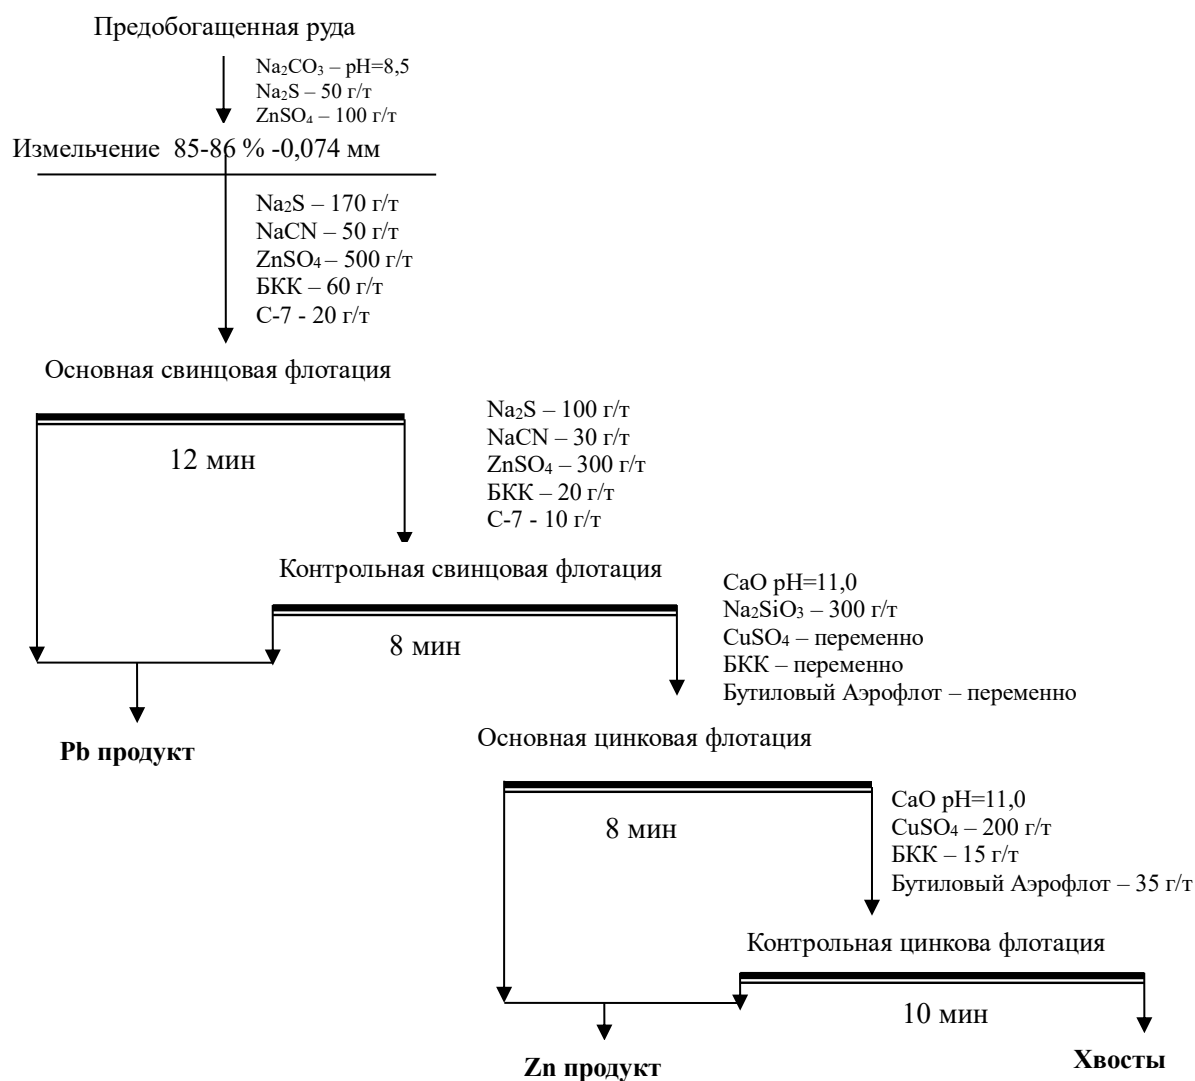 Предобогащенная руда
Na₂CO₃ – pH=8,5
Na₂S – 50 г/т
ZnSO₄ – 100 г/т
Измельчение 85-86 % -0,074 мм
Na₂S – 170 г/т
NaCN – 50 г/т
ZnSO₄ – 500 г/т
БКК – 60 г/т
С-7 - 20 г/т
Основная свинцовая флотация
12 мин
Na₂S – 100 г/т
NaCN – 30 г/т
ZnSO₄ – 300 г/т
БКК – 20 г/т
С-7 - 10 г/т
Контрольная свинцовая флотация
8 мин
Pb продукт
CaO pH=11,0
Na₂SiO₃ – 300 г/т
CuSO₄ – переменно
БКК – переменно
Бутиловый Аэрофлот – переменно
Основная цинковая флотация
8 мин
CaO pH=11,0
CuSO₄ – 200 г/т
БКК – 15 г/т
Бутиловый Аэрофлот – 35 г/т
Контрольная цинкова флотация
10 мин
Zn продукт
Хвосты